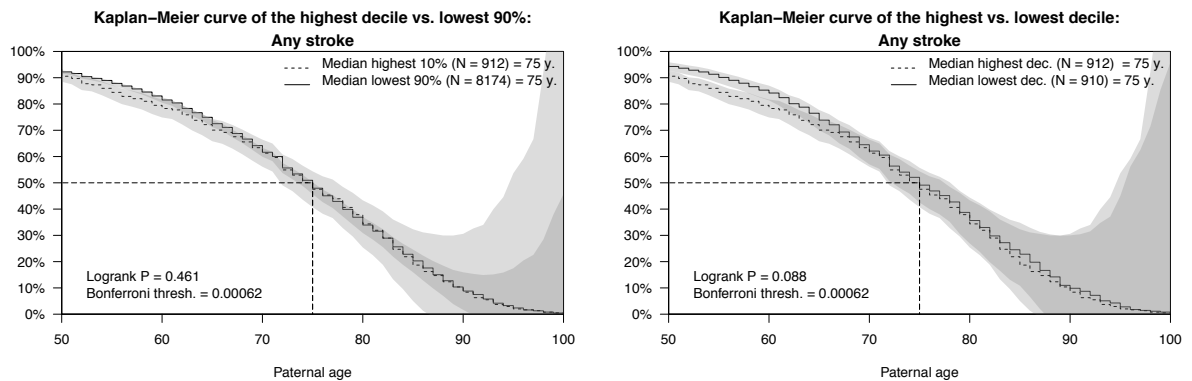 Kaplan−Meier curve of the highest decile vs. lowest 90%:
Any stroke
Median highest 10% (N = 912) = 75 y.
Median lowest 90% (N = 8174) = 75 y.
100%
90%
80%
70%
60%
50%
40%
30%
20%
10%
0%
Logrank P = 0.461
Bonferroni thresh. = 0.00062
50 60 70 80 90 100
Paternal age
Kaplan−Meier curve of the highest vs. lowest decile:
Any stroke
Median highest dec. (N = 912) = 75 y.
Median lowest dec. (N = 910) = 75 y.
100%
90%
80%
70%
60%
50%
40%
30%
20%
10%
0%
Logrank P = 0.088
Bonferroni thresh. = 0.00062
50 60 70 80 90 100
Paternal age